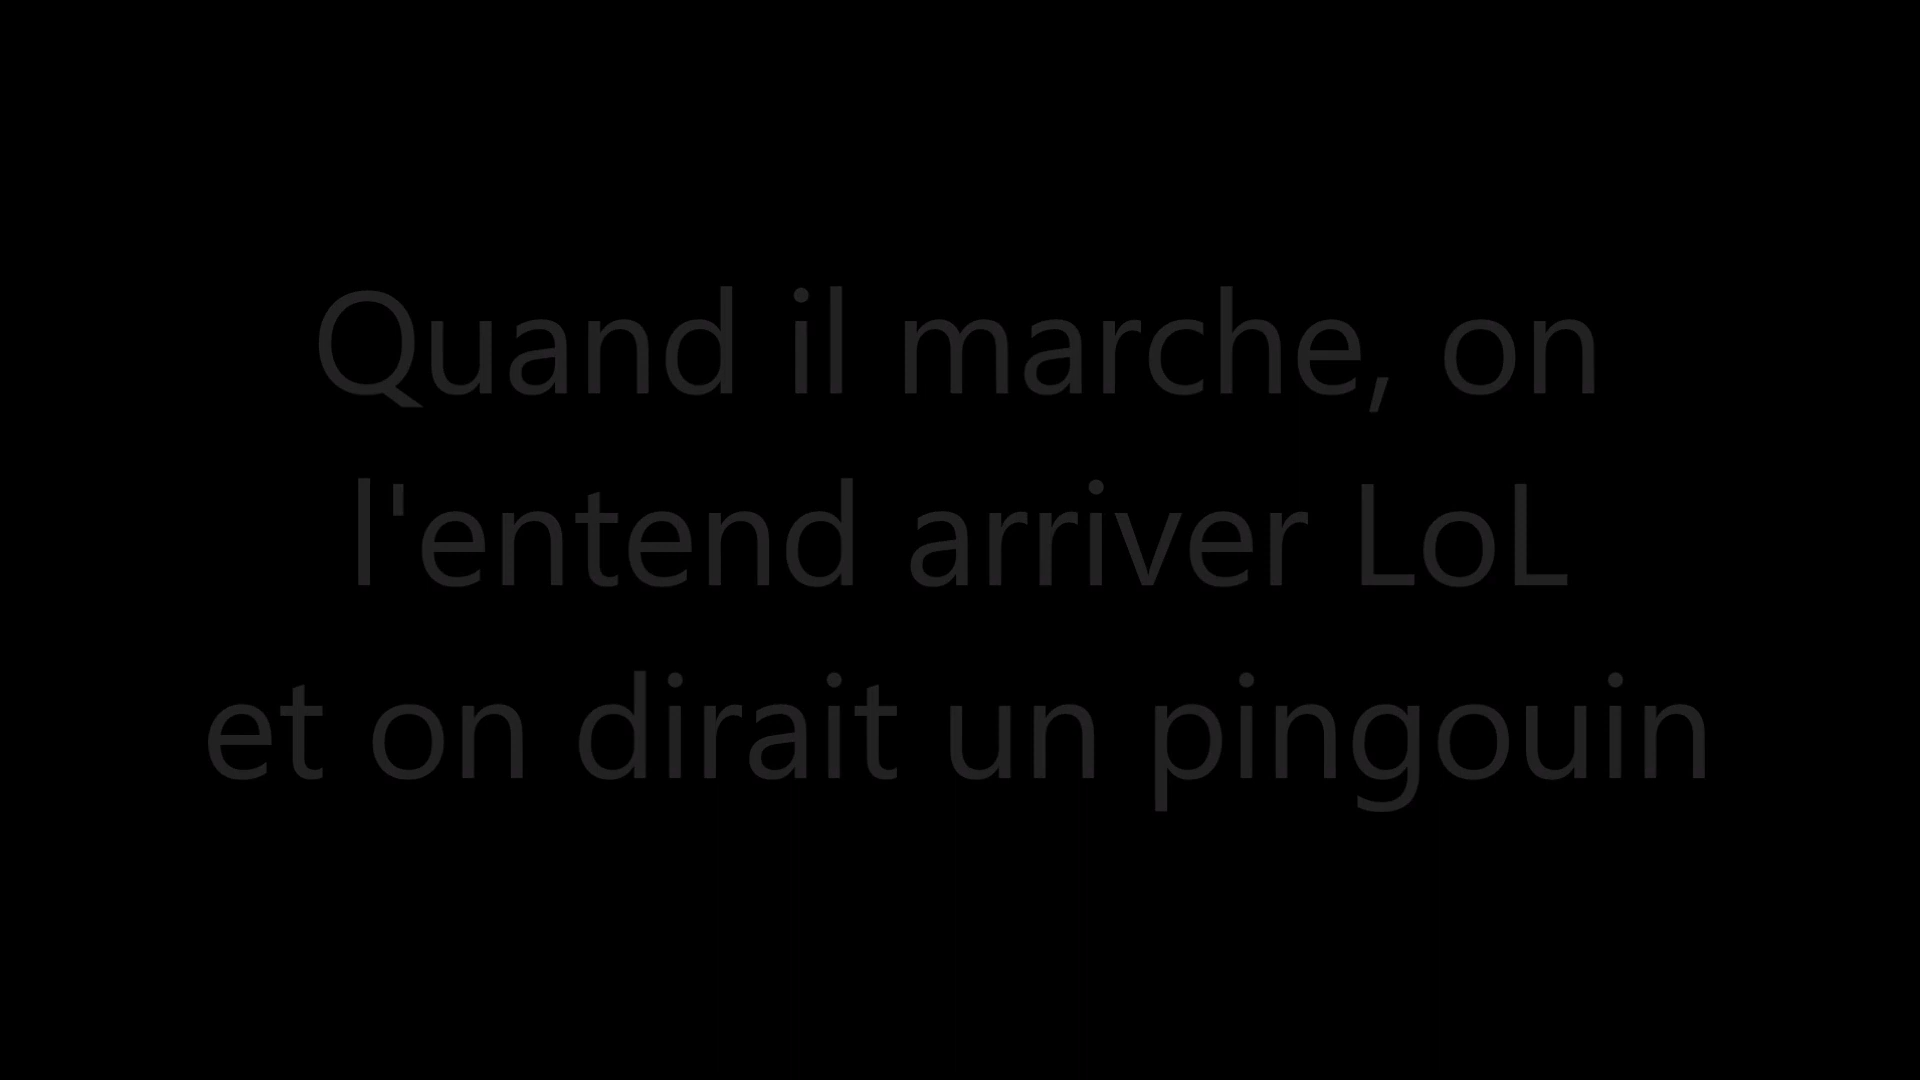 Quand il marche, on
l'entend arriver LoL
et on dirait un pingouin